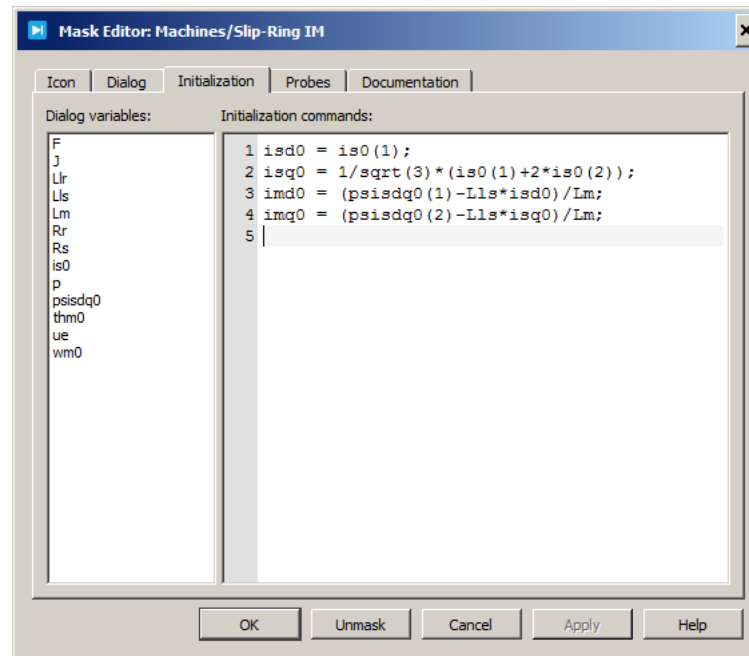 Mask Editor: Machines/Slip-Ring IM
Icon Dialog Initialization Probes Documentation
Dialog variables: Initialization commands:
F
J
Llr
Lls
Lm
Rr
Rs
is0
p
psisdq0
thm0
ue
wm0
1 isd0 = is0(1);
2 isq0 = 1/sqrt(3)*(is0(1)+2*is0(2));
3 imd0 = (psisdq0(1)-Lls*isd0)/Lm;
4 imq0 = (psisdq0(2)-Lls*isq0)/Lm;
5
OK Unmask Cancel Apply Help